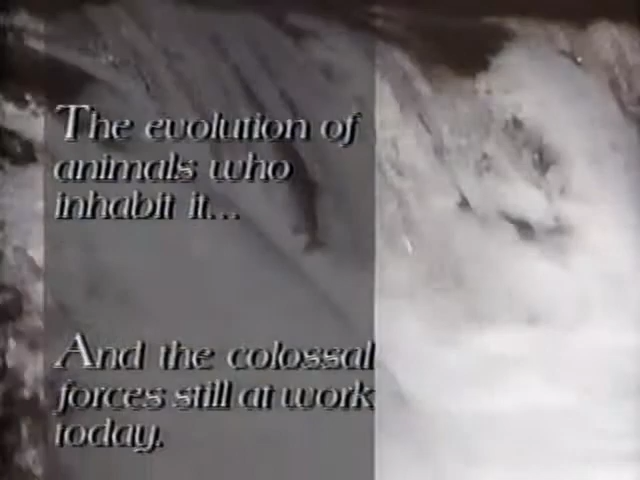 The evolution of
animals who
inhabit it...
And the colossal
forces still at work
today.